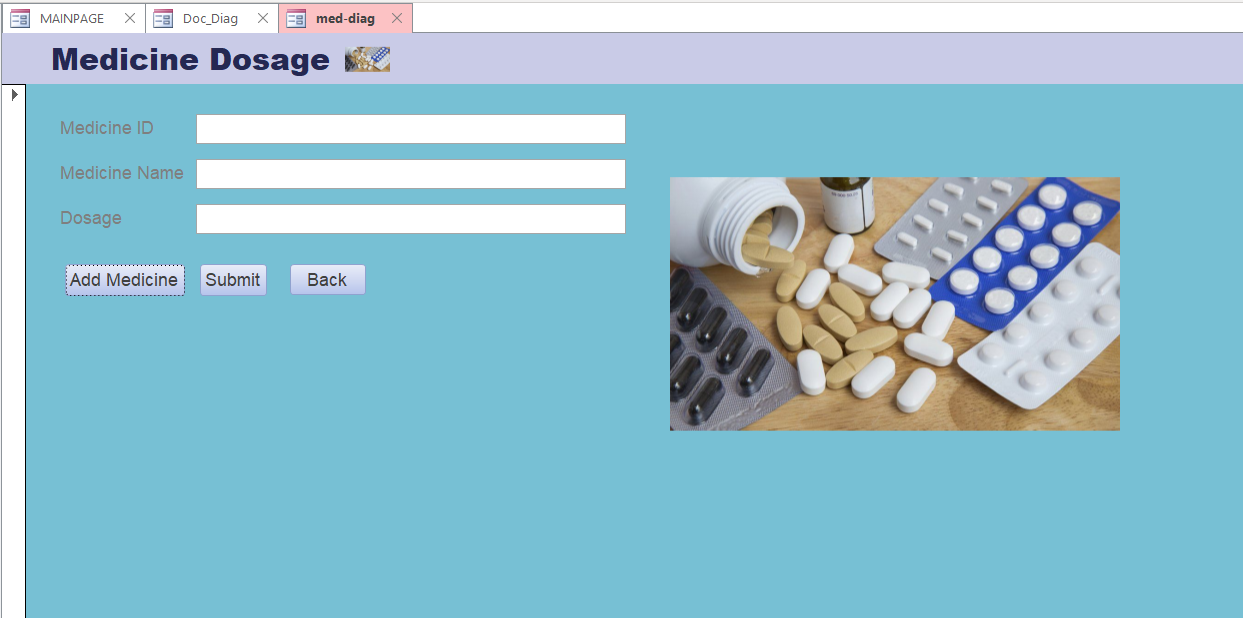 MAINPAGE Doc_Diag med-diag
Medicine Dosage
Medicine ID
Medicine Name
Dosage
Add Medicine Submit Back